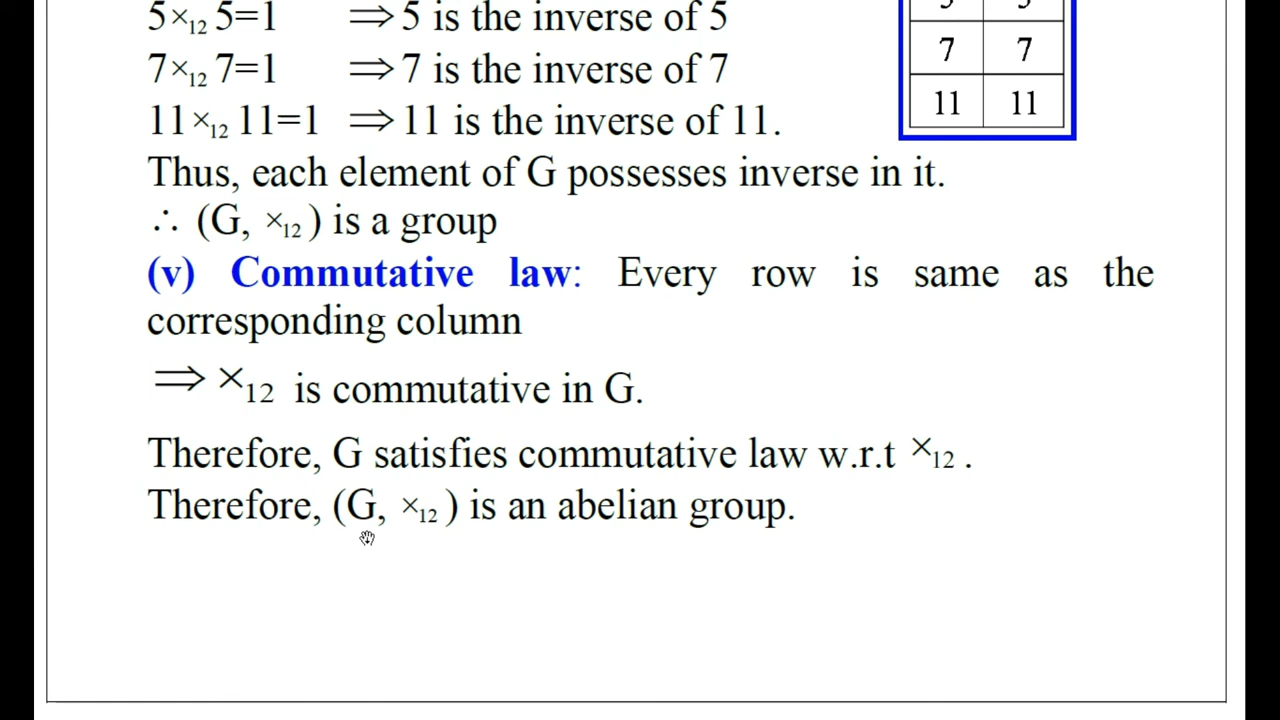 5×₁₂ 5=1 ⇒ 5 is the inverse of 5
7×₁₂ 7=1 ⇒ 7 is the inverse of 7
11×₁₂ 11=1 ⇒ 11 is the inverse of 11.
5 5
7 7
11 11
Thus, each element of G possesses inverse in it.
∴ (G, ×₁₂ ) is a group
(v) Commutative law: Every row is same as the
corresponding column
⇒ ×₁₂ is commutative in G.
Therefore, G satisfies commutative law w.r.t ×₁₂ .
Therefore, (G, ×₁₂ ) is an abelian group.